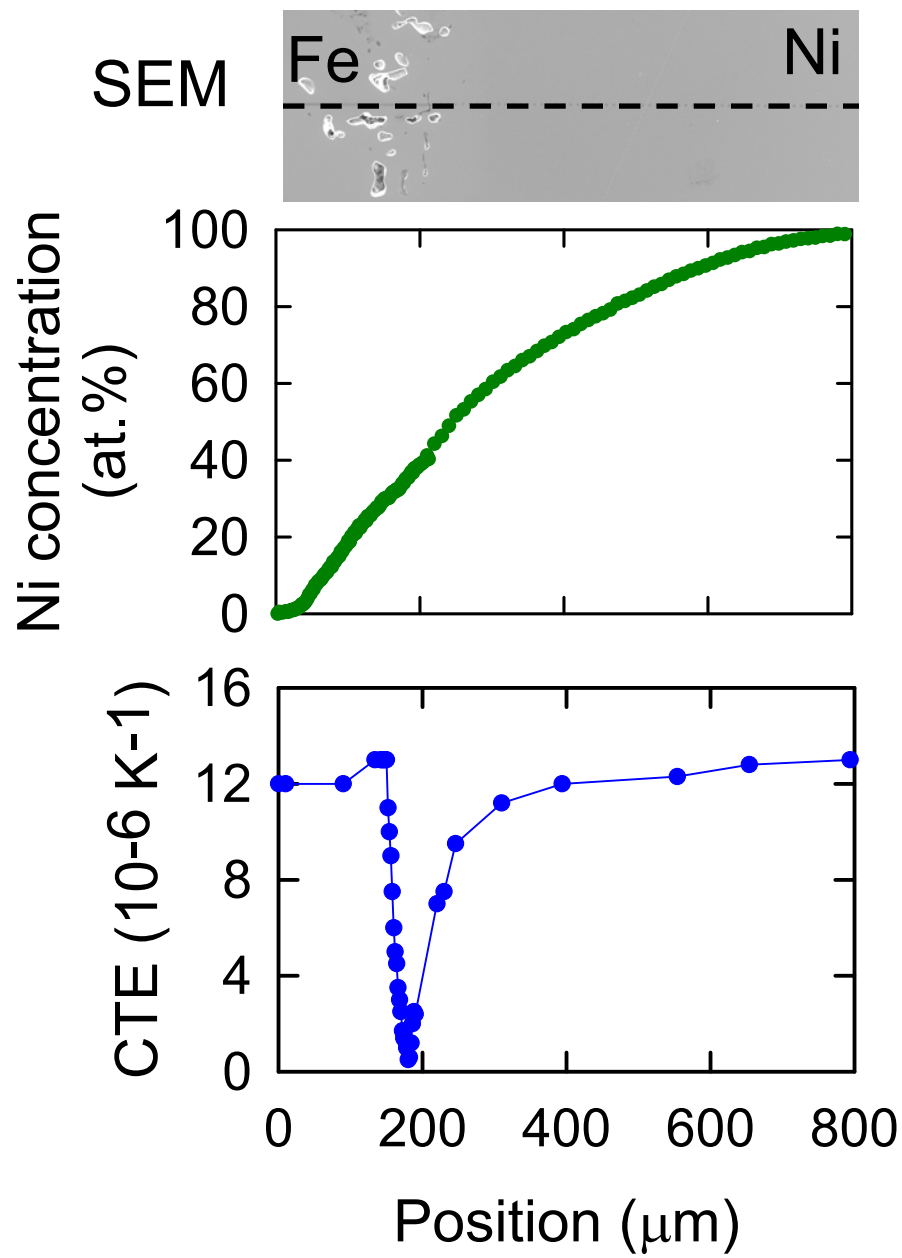 SEM
Fe
Ni
Ni concentration
(at.%)
100
80
60
40
20
0
CTE (10-6 K-1)
16
12
8
4
0
0 200 400 600 800
Position (μm)